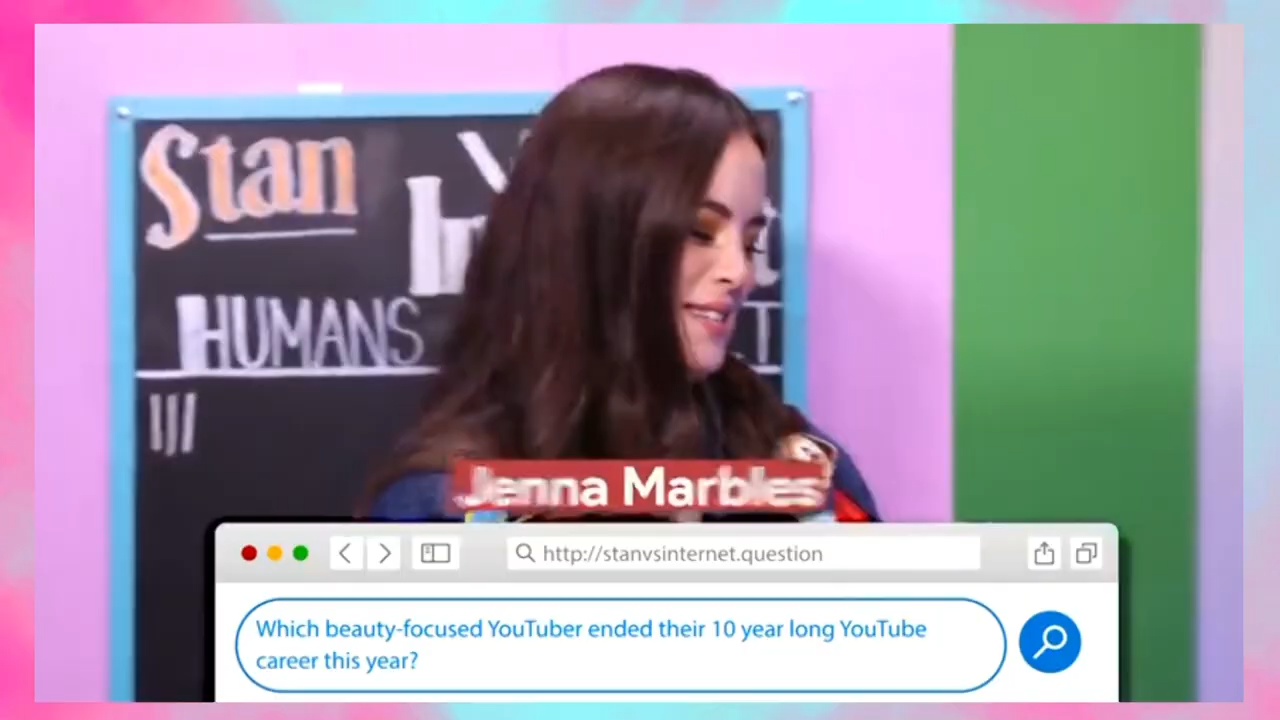 Stan
HUMANS
|||
Jenna Marbles
http://stanvsinternet.question
Which beauty-focused YouTuber ended their 10 year long YouTube
career this year?